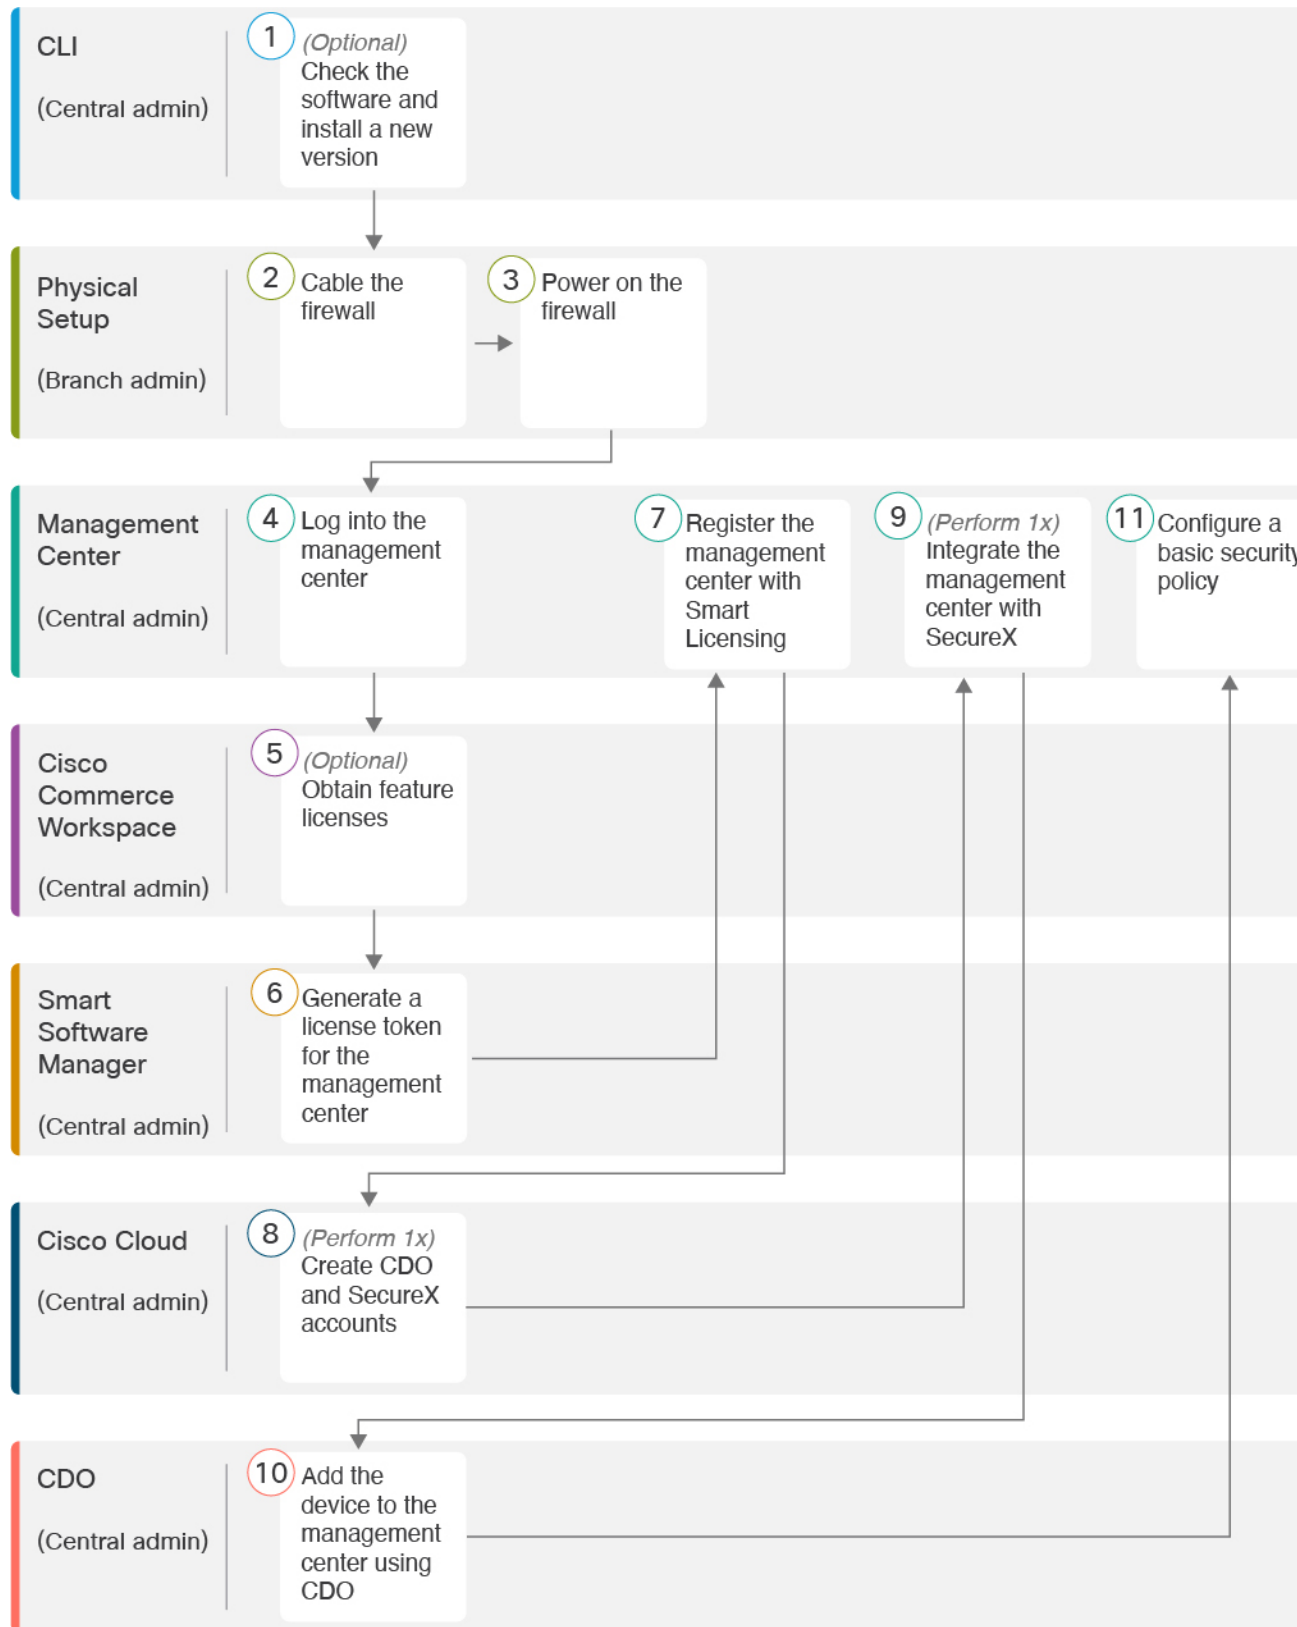 CLI
(Central admin)
1
(Optional)
Check the
software and
install a new
version
Physical
Setup
(Branch admin)
2
Cable the
firewall
3
Power on the
firewall
Management
Center
(Central admin)
4
Log into the
management
center
7
Register the
management
center with
Smart
Licensing
9
(Perform 1x)
Integrate the
management
center with
SecureX
11
Configure a
basic security
policy
Cisco
Commerce
Workspace
(Central admin)
5
(Optional)
Obtain feature
licenses
Smart
Software
Manager
(Central admin)
6
Generate a
license token
for the
management
center
Cisco Cloud
(Central admin)
8
(Perform 1x)
Create CDO
and SecureX
accounts
CDO
(Central admin)
10
Add the
device to the
management
center using
CDO